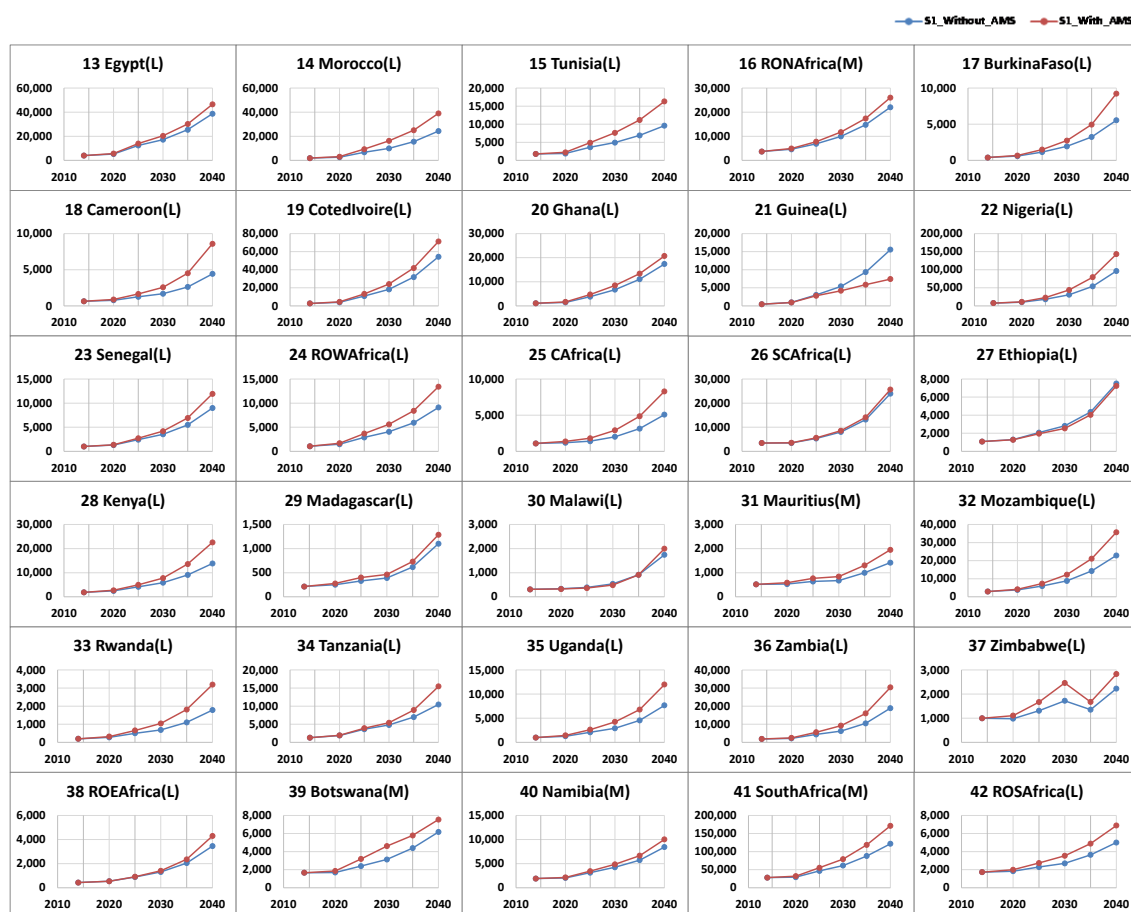 S1_Without_AIMS S1_With_AIMS
13 Egypt(L) 14 Morocco(L) 15 Tunisia(L) 16 RONAfrica(M) 17 BurkinaFaso(L)
60,000 60,000 20,000 30,000 10,000
40,000 40,000 15,000 20,000 5,000
20,000 20,000 10,000 10,000
5,000
0 0 0 0 0
2010 2020 2030 2040 2010 2020 2030 2040 2010 2020 2030 2040 2010 2020 2030 2040 2010 2020 2030 2040
18 Cameroon(L) 19 CotedIvoire(L) 20 Ghana(L) 21 Guinea(L) 22 Nigeria(L)
10,000 80,000 30,000 20,000 200,000
5,000 60,000 20,000 15,000 150,000
40,000 10,000 10,000 100,000
20,000 5,000 50,000
0 0 0 0 0
2010 2020 2030 2040 2010 2020 2030 2040 2010 2020 2030 2040 2010 2020 2030 2040 2010 2020 2030 2040
23 Senegal(L) 24 ROWAfrica(L) 25 CAfrica(L) 26 SCAfrica(L) 27 Ethiopia(L)
15,000 15,000 10,000 30,000 8,000
10,000 10,000 5,000 20,000 6,000
5,000 5,000 10,000 4,000
2,000
0 0 0 0 0
2010 2020 2030 2040 2010 2020 2030 2040 2010 2020 2030 2040 2010 2020 2030 2040 2010 2020 2030 2040
28 Kenya(L) 29 Madagascar(L) 30 Malawi(L) 31 Mauritius(M) 32 Mozambique(L)
30,000 1,500 3,000 3,000 40,000
20,000 1,000 2,000 2,000 30,000
10,000 500 1,000 1,000 20,000
10,000
0 0 0 0 0
2010 2020 2030 2040 2010 2020 2030 2040 2010 2020 2030 2040 2010 2020 2030 2040 2010 2020 2030 2040
33 Rwanda(L) 34 Tanzania(L) 35 Uganda(L) 36 Zambia(L) 37 Zimbabwe(L)
4,000 20,000 15,000 40,000 3,000
3,000 15,000 10,000 30,000 2,000
2,000 10,000 5,000 20,000 1,000
1,000 5,000 10,000
0 0 0 0 0
2010 2020 2030 2040 2010 2020 2030 2040 2010 2020 2030 2040 2010 2020 2030 2040 2010 2020 2030 2040
38 ROEAfrica(L) 39 Botswana(M) 40 Namibia(M) 41 SouthAfrica(M) 42 ROSAfrica(L)
6,000 8,000 15,000 200,000 8,000
4,000 6,000 10,000 150,000 6,000
2,000 4,000 5,000 100,000 4,000
2,000 50,000 2,000
0 0 0 0 0
2010 2020 2030 2040 2010 2020 2030 2040 2010 2020 2030 2040 2010 2020 2030 2040 2010 2020 2030 2040